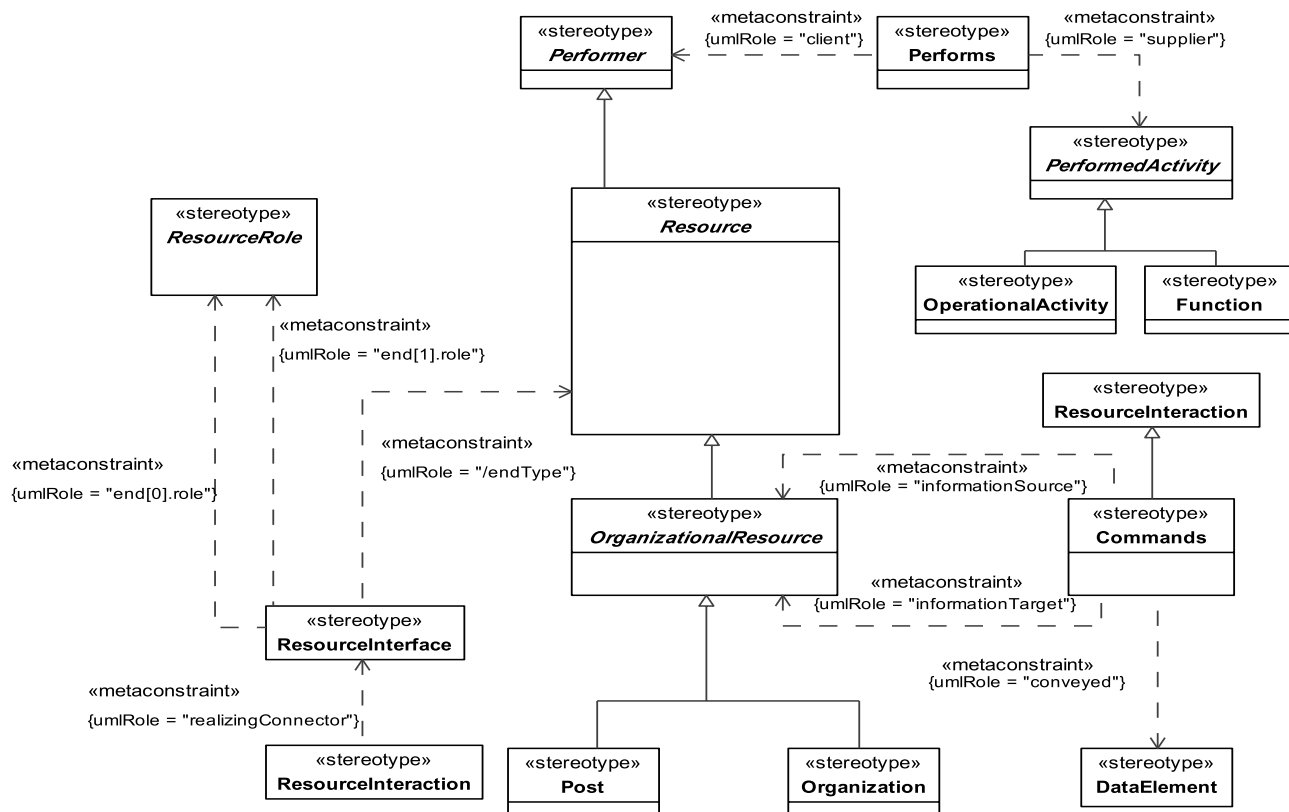 «stereotype»
Performer
«metaconstraint»
{umlRole = "client"}
«stereotype»
Performs
«metaconstraint»
{umlRole = "supplier"}
«stereotype»
PerformedActivity
«stereotype»
ResourceRole
«stereotype»
Resource
«stereotype»
OperationalActivity
«stereotype»
Function
«metaconstraint»
{umlRole = "end[1].role"}
«stereotype»
ResourceInteraction
«metaconstraint»
{umlRole = "end[0].role"}
«metaconstraint»
{umlRole = "/endType"}
«metaconstraint»
{umlRole = "informationSource"}
«stereotype»
OrganizationalResource
«stereotype»
Commands
«metaconstraint»
{umlRole = "informationTarget"}
«stereotype»
ResourceInterface
«metaconstraint»
{umlRole = "conveyed"}
«metaconstraint»
{umlRole = "realizingConnector"}
«stereotype»
ResourceInteraction
«stereotype»
Post
«stereotype»
Organization
«stereotype»
DataElement